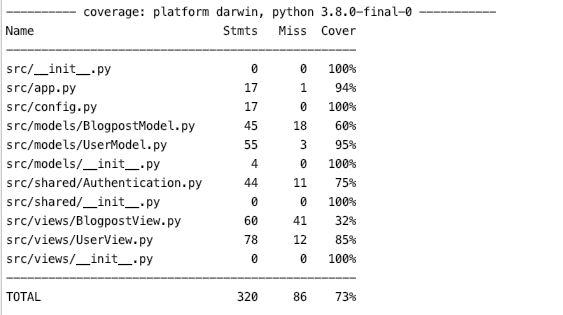 ---------- coverage: platform darwin, python 3.8.0-final-0 -----------
Name                           Stmts   Miss  Cover
--------------------------------------------------
src/__init__.py                    0      0   100%
src/app.py                        17      1    94%
src/config.py                     17      0   100%
src/models/BlogpostModel.py       45     18    60%
src/models/UserModel.py           55      3    95%
src/models/__init__.py             4      0   100%
src/shared/Authentication.py      44     11    75%
src/shared/__init__.py             0      0   100%
src/views/BlogpostView.py         60     41    32%
src/views/UserView.py             78     12    85%
src/views/__init__.py              0      0   100%
--------------------------------------------------
TOTAL                            320     86    73%